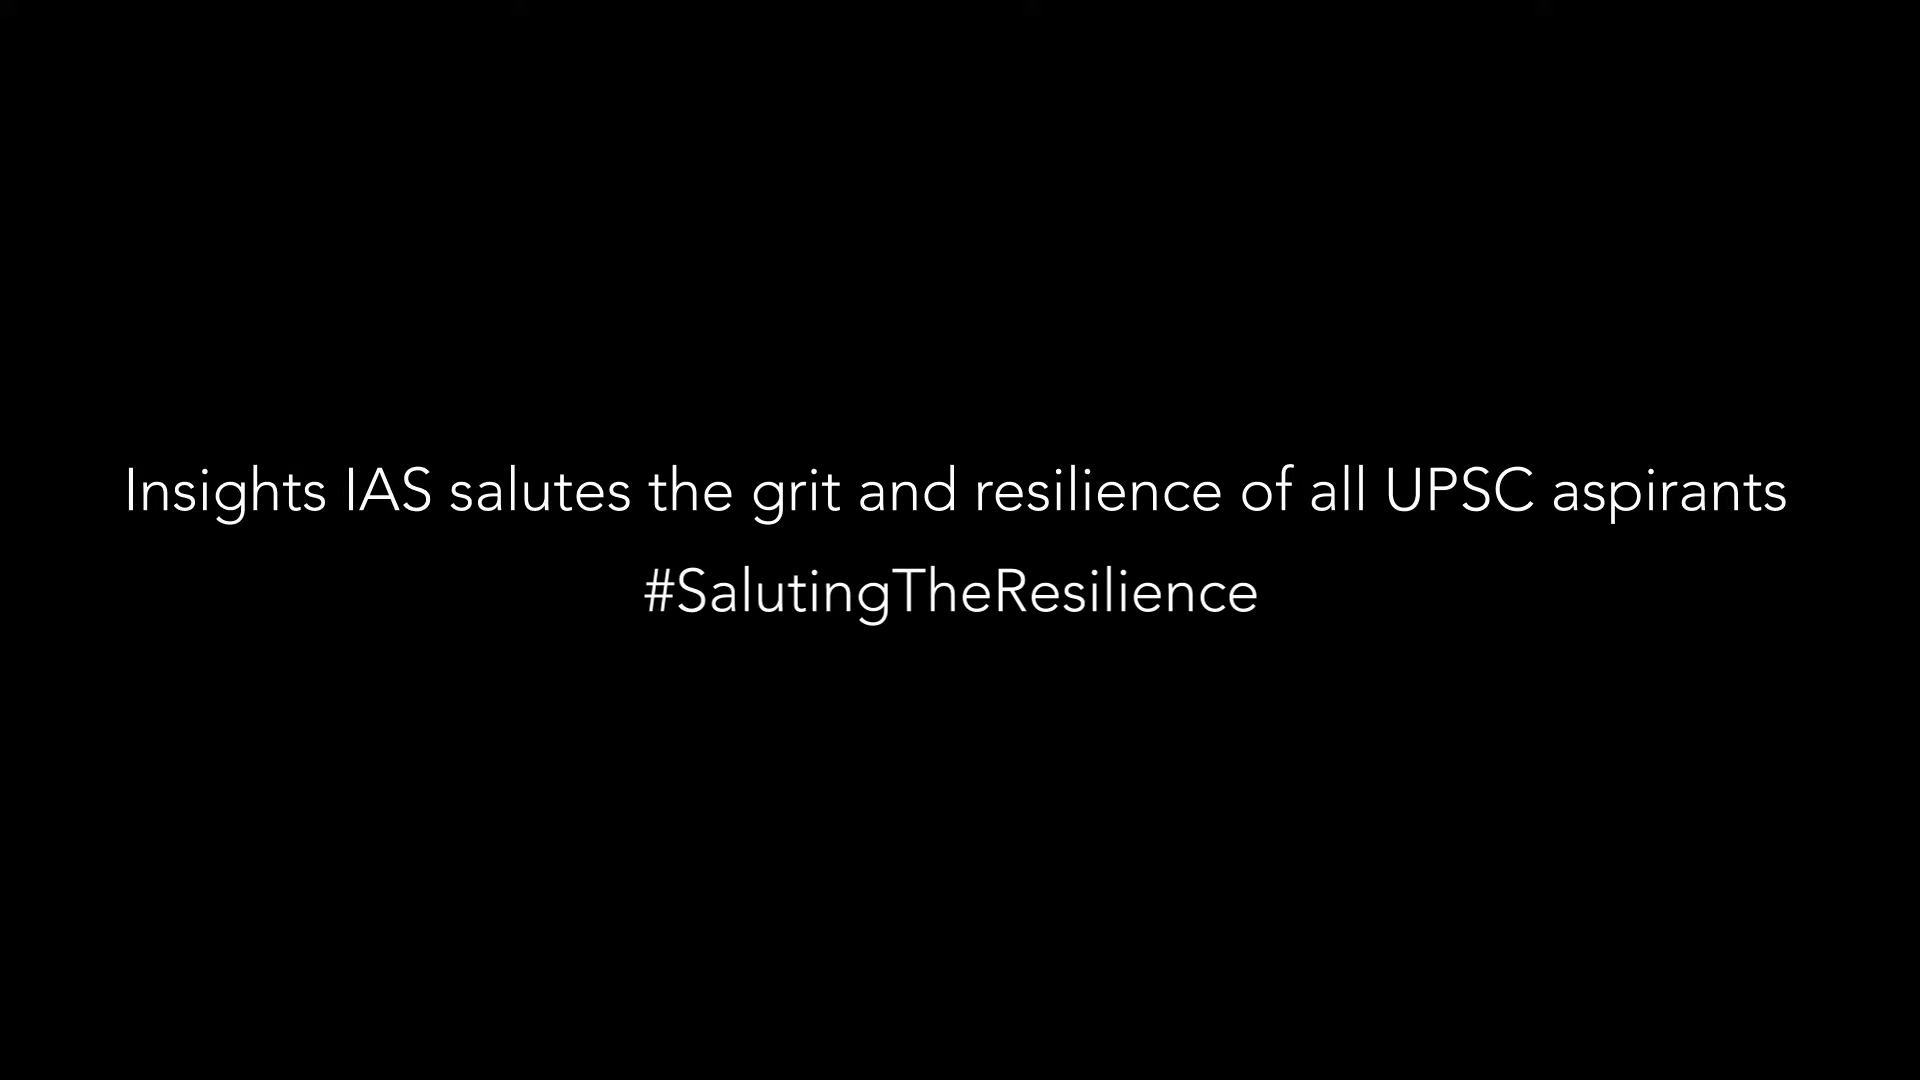 Insights IAS salutes the grit and resilience of all UPSC aspirants
#SalutingTheResilience